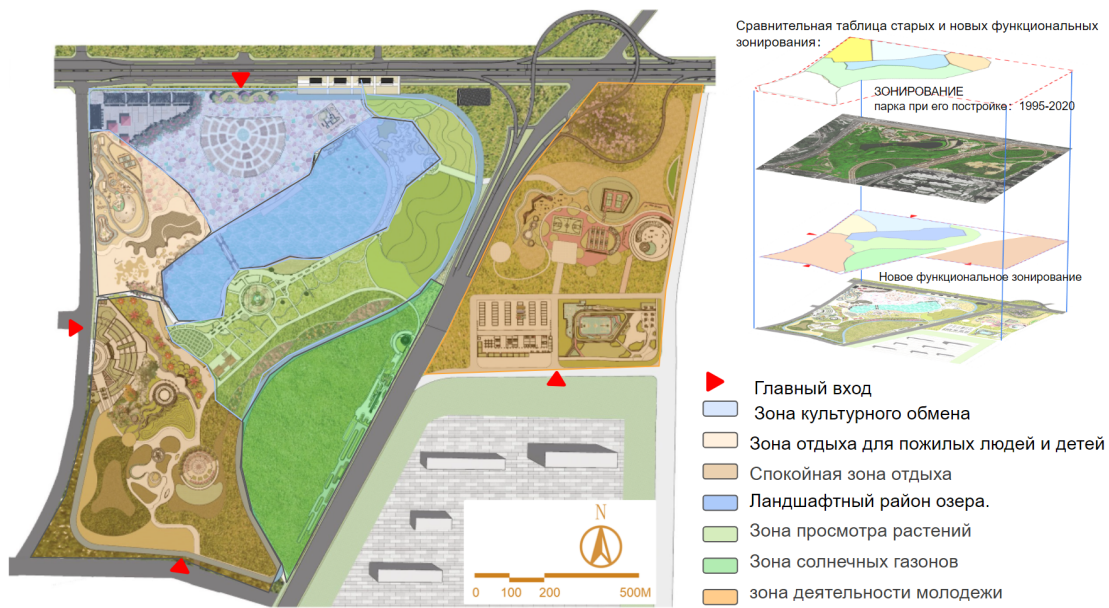 Сравнительная таблица старых и новых функциональных
зонирования：
ЗОНИРОВАНИЕ
парка при его постройке：1995-2020
Новое функциональное зонирование
Главный вход
Зона культурного обмена
Зона отдыха для пожилых людей и детей
Спокойная зона отдыха
Ландшафтный район озера.
Зона просмотра растений
Зона солнечных газонов
зона деятельности молодежи
N
0 100 200 500M